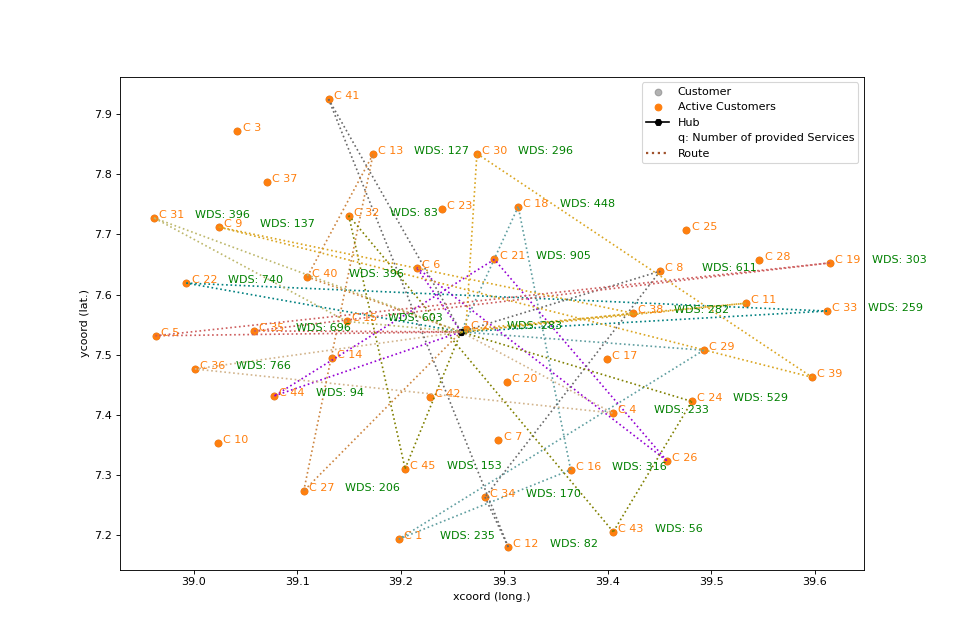 Customer
Active Customers
Hub
q: Number of provided Services
Route
C 41
C 3
C 13 WDS: 127
C 30 WDS: 296
C 37
C 31 WDS: 396
C 9 WDS: 137
C 32 WDS: 83
C 23
C 18 WDS: 448
C 25
C 21 WDS: 905
C 28
C 19 WDS: 303
C 22 WDS: 740
C 40 WDS: 396
C 6
C 8 WDS: 611
C 11
C 38 WDS: 282
C 33 WDS: 259
C 5
C 35 WDS: 696
WDS: 603
WDS: 283
C 14
C 17
C 29
C 36 WDS: 766
C 20
C 39
C 44 WDS: 94
C 42
C 4 WDS: 233
C 24 WDS: 529
C 10
C 7
C 45 WDS: 153
C 16 WDS: 316
C 26
C 27 WDS: 206
C 34 WDS: 170
C 1 WDS: 235
C 12 WDS: 82
C 43 WDS: 56
7.9
7.8
7.7
7.6
7.5
7.4
7.3
7.2
ycoord (lat.)
39.0 39.1 39.2 39.3 39.4 39.5 39.6
xcoord (long.)